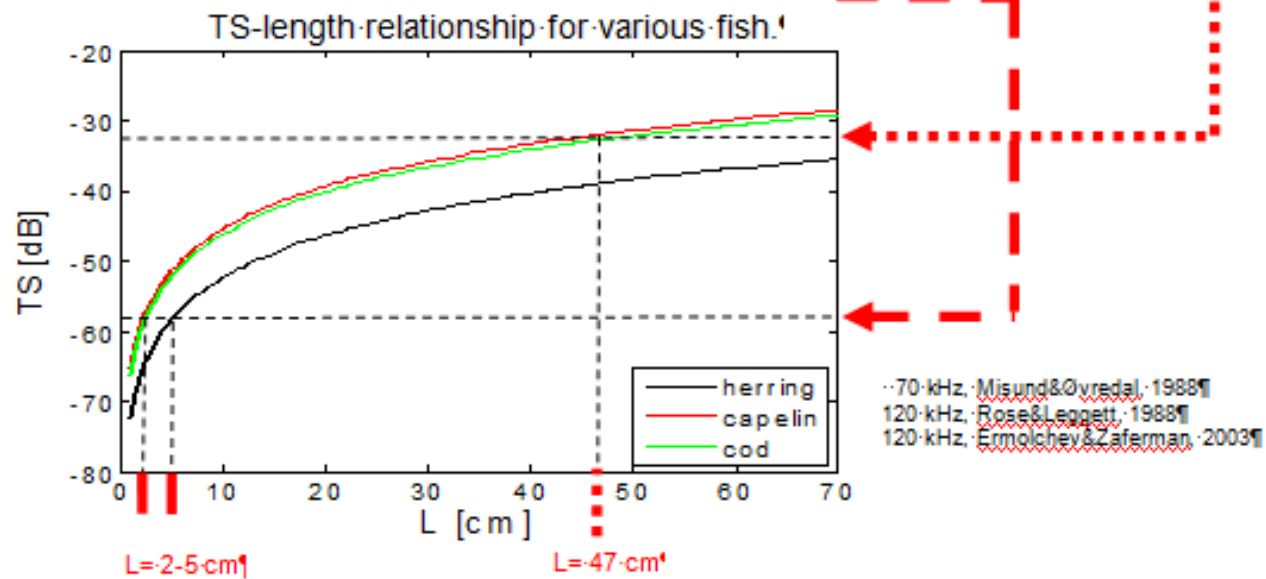 TS-length·relationship·for·various·fish.
-20
-30
-40
-50
-60
-70
-80
TS [dB]
herring
capelin
cod
0 10 20 30 40 50 60 70
L [cm]
L=·2-5·cm¶
L=·47·cm
··70·kHz,·Misund&Øvredal,·1988¶
120·kHz,·Rose&Leggett,·1988¶
120·kHz,·Ermolchev&Zaferman,·2003¶